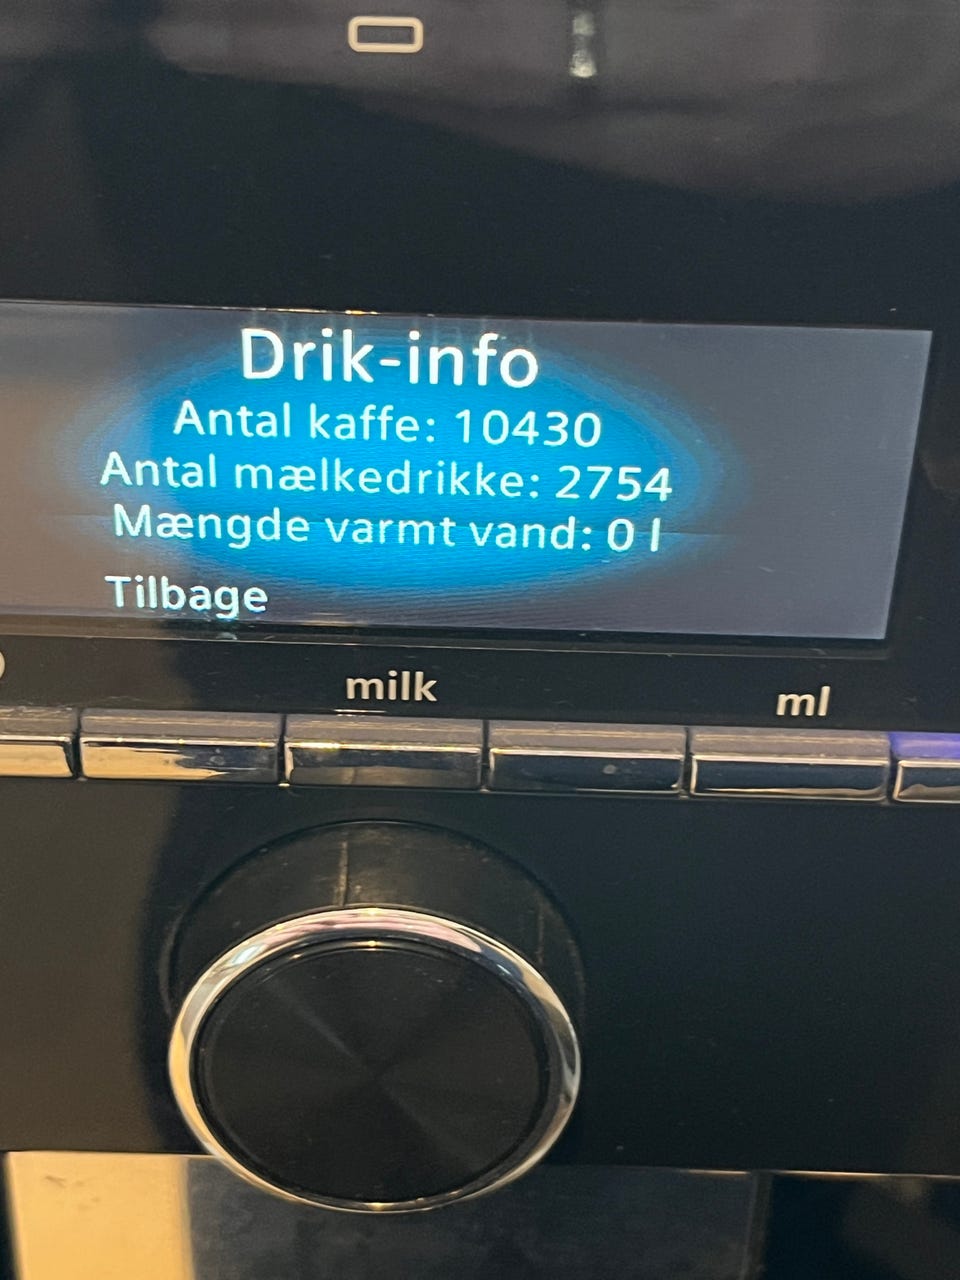 Drik-info
Antal kaffe: 10430
Antal mælkedrikke: 2754
Mængde varmt vand: 0 l
Tilbage
milk
ml